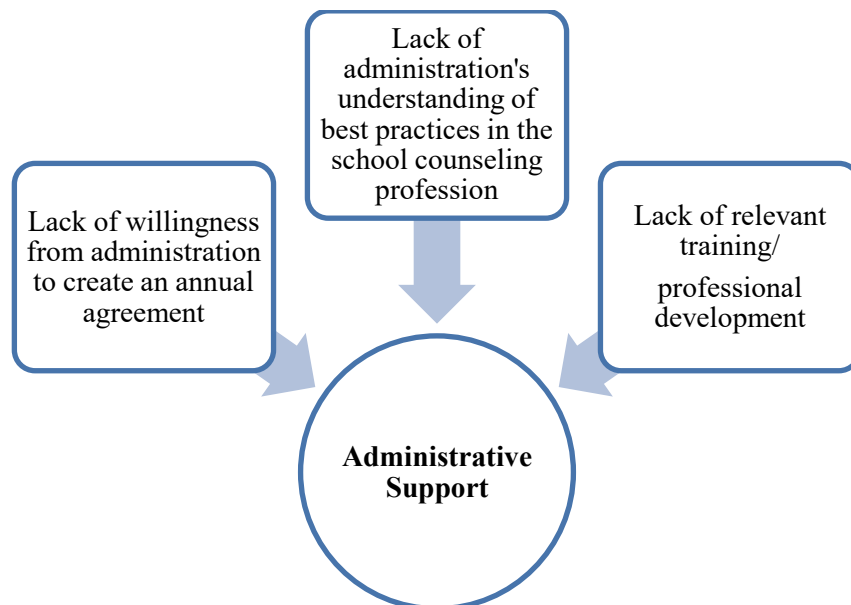 Lack of
administration's
understanding of
best practices in the
school counseling
profession
Lack of willingness
from administration
to create an annual
agreement
Lack of relevant
training/
professional
development
Administrative
Support